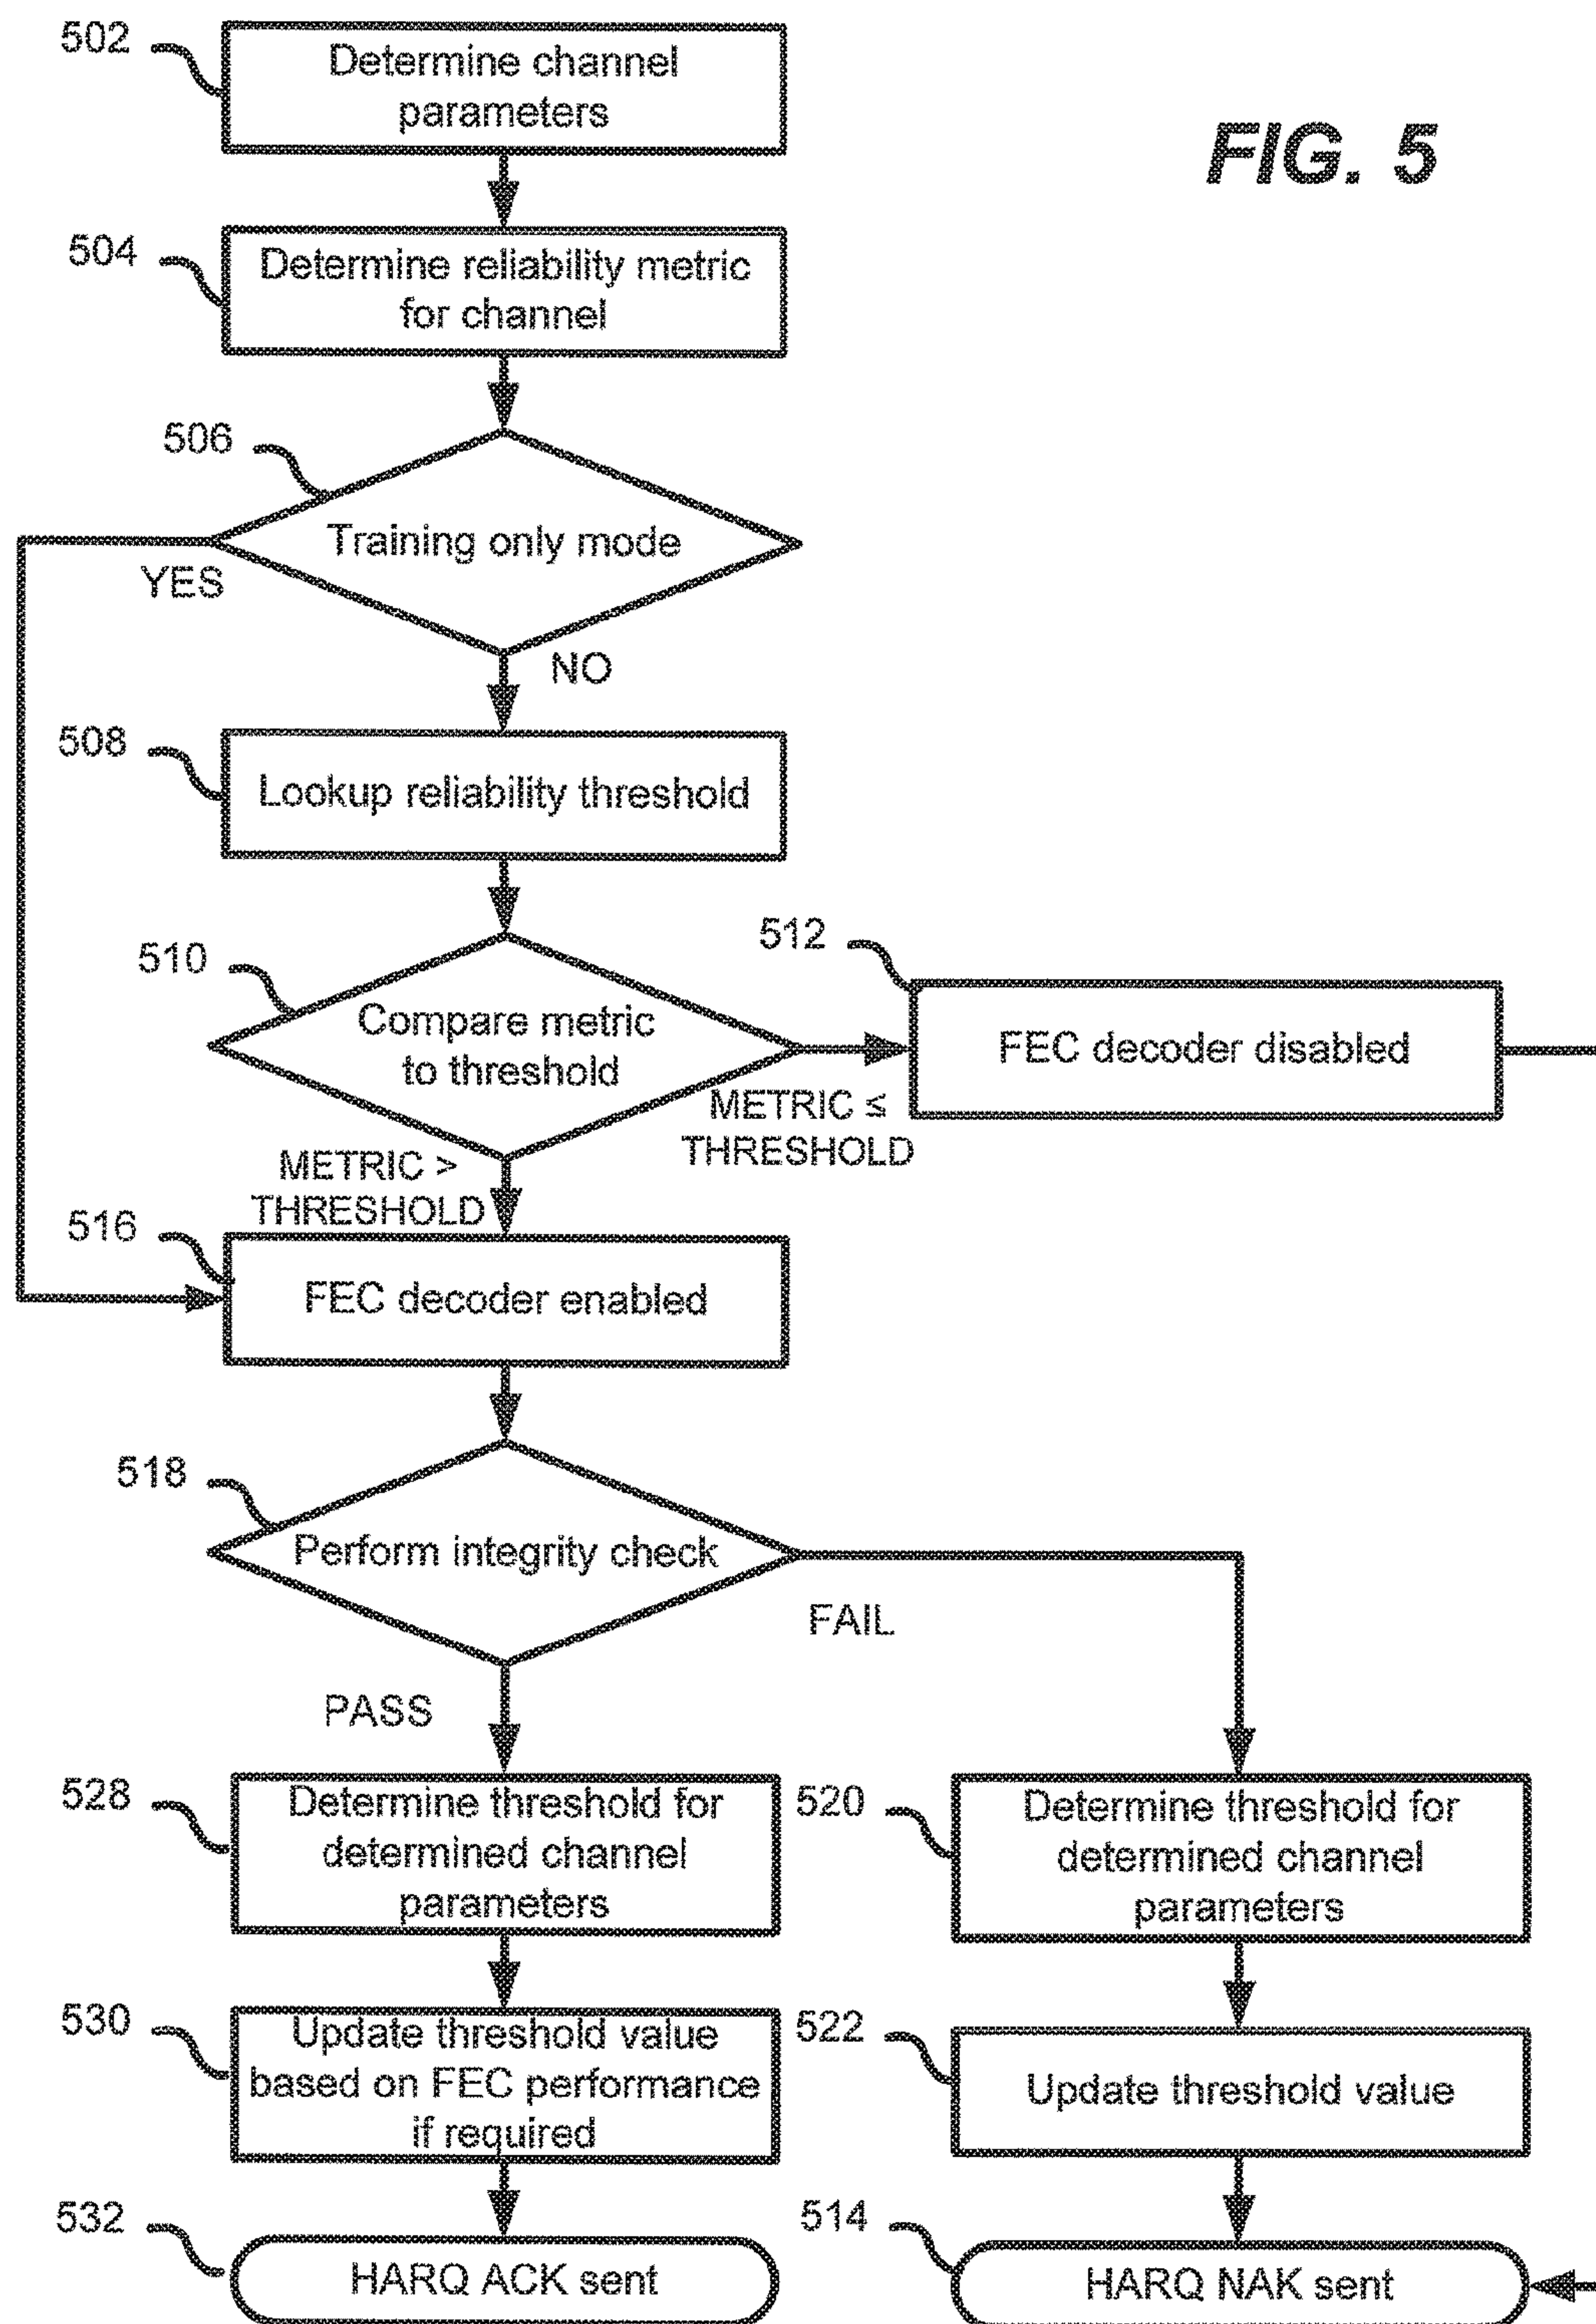 502
Determine channel
parameters
FIG. 5
504
Determine reliability metric
for channel
506
Training only mode
YES
NO
508
Lookup reliability threshold
510
Compare metric
to threshold
512
FEC decoder disabled
METRIC ≤
THRESHOLD
METRIC >
THRESHOLD
516
FEC decoder enabled
518
Perform integrity check
FAIL
PASS
528
Determine threshold for
determined channel
parameters
520
Determine threshold for
determined channel
parameters
530
Update threshold value
based on FEC performance
if required
522
Update threshold value
532
HARQ ACK sent
514
HARQ NAK sent